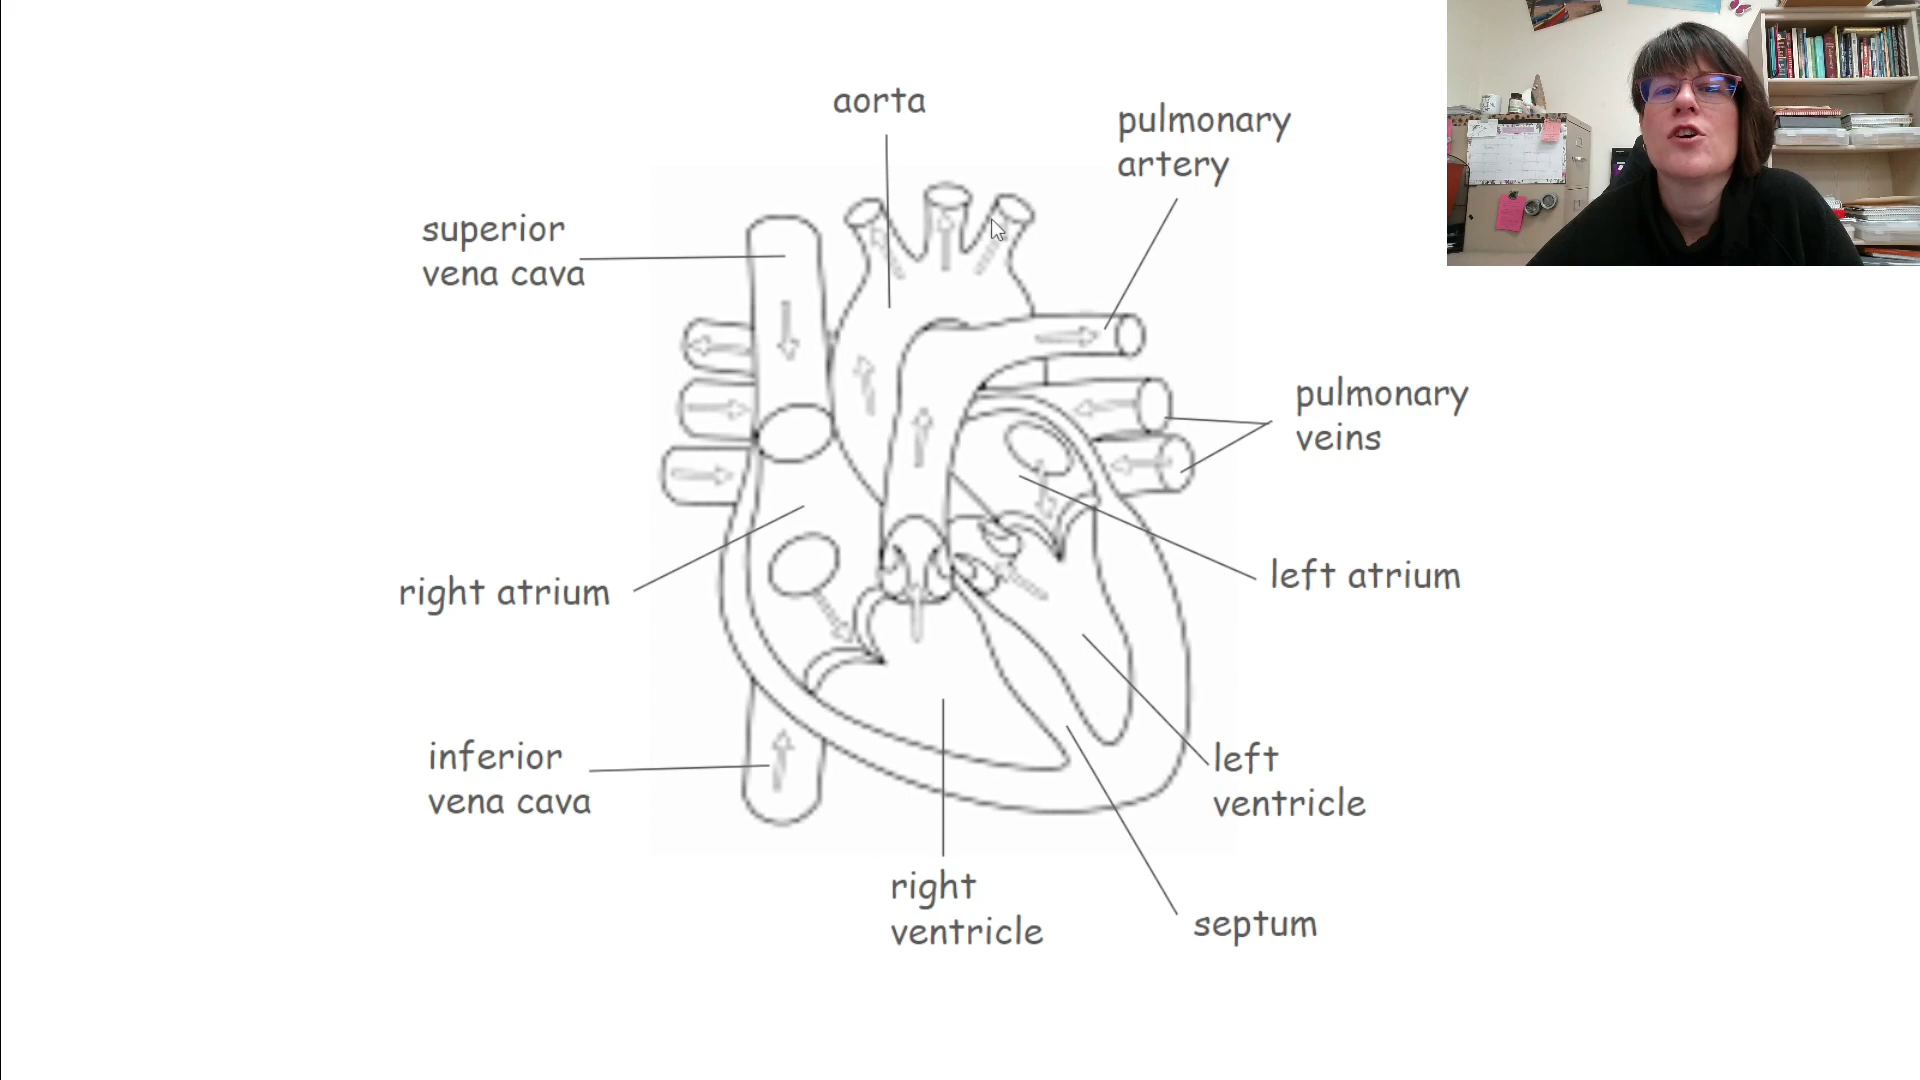 aorta
pulmonary
artery
superior
vena cava
pulmonary
veins
right atrium
left atrium
inferior
vena cava
left
ventricle
right
ventricle
septum